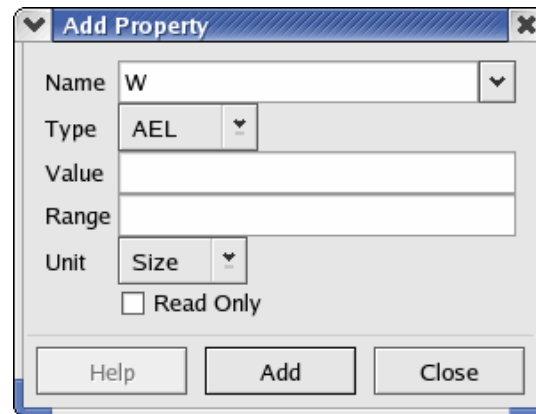 Add Property
Name W
Type AEL
Value
Range
Unit Size
Read Only
Help Add Close